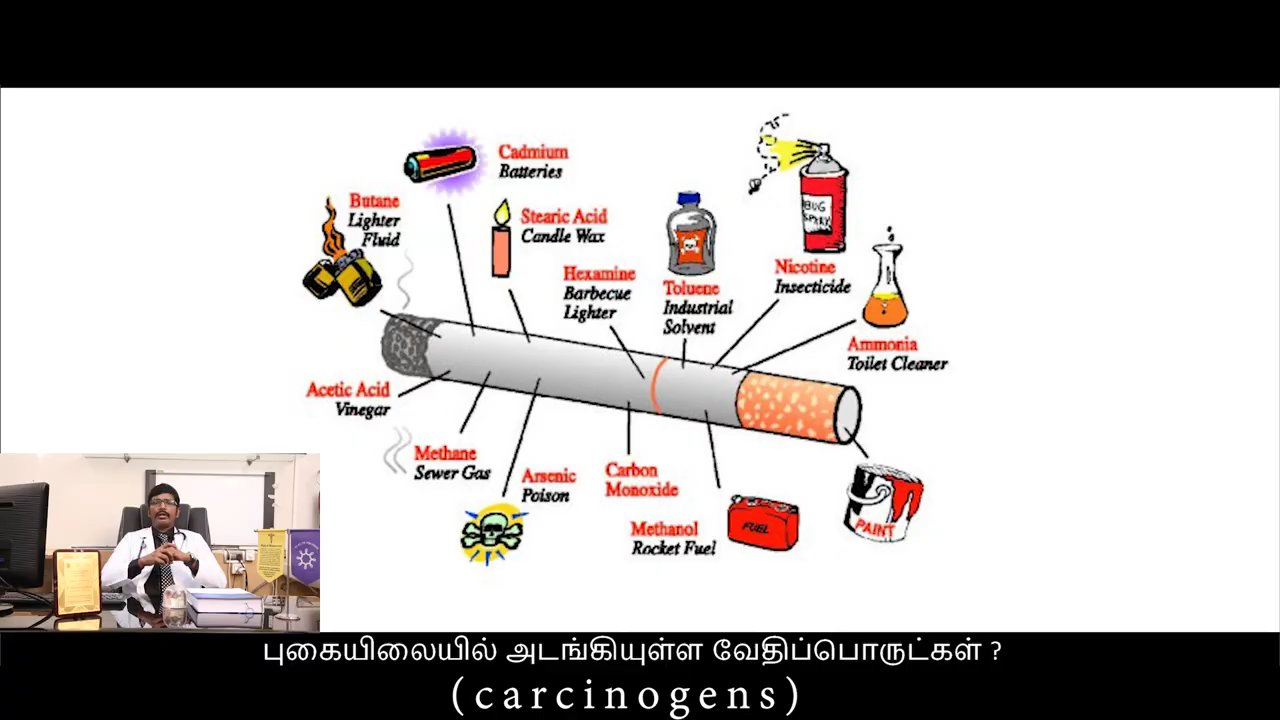 Cadmium
Batteries
Butane
Lighter
Fluid
Stearic Acid
Candle Wax
BUG
SPRAY
Hexamine
Barbecue
Lighter
Toluene
Industrial
Solvent
Nicotine
Insecticide
Ammonia
Toilet Cleaner
Acetic Acid
Vinegar
Methane
Sewer Gas
Arsenic
Poison
Carbon
Monoxide
Methanol
Rocket Fuel
FUEL
PAINT
புகையிலையில் அடங்கியுள்ள வேதிப்பொருட்கள் ?
(carcinogens)